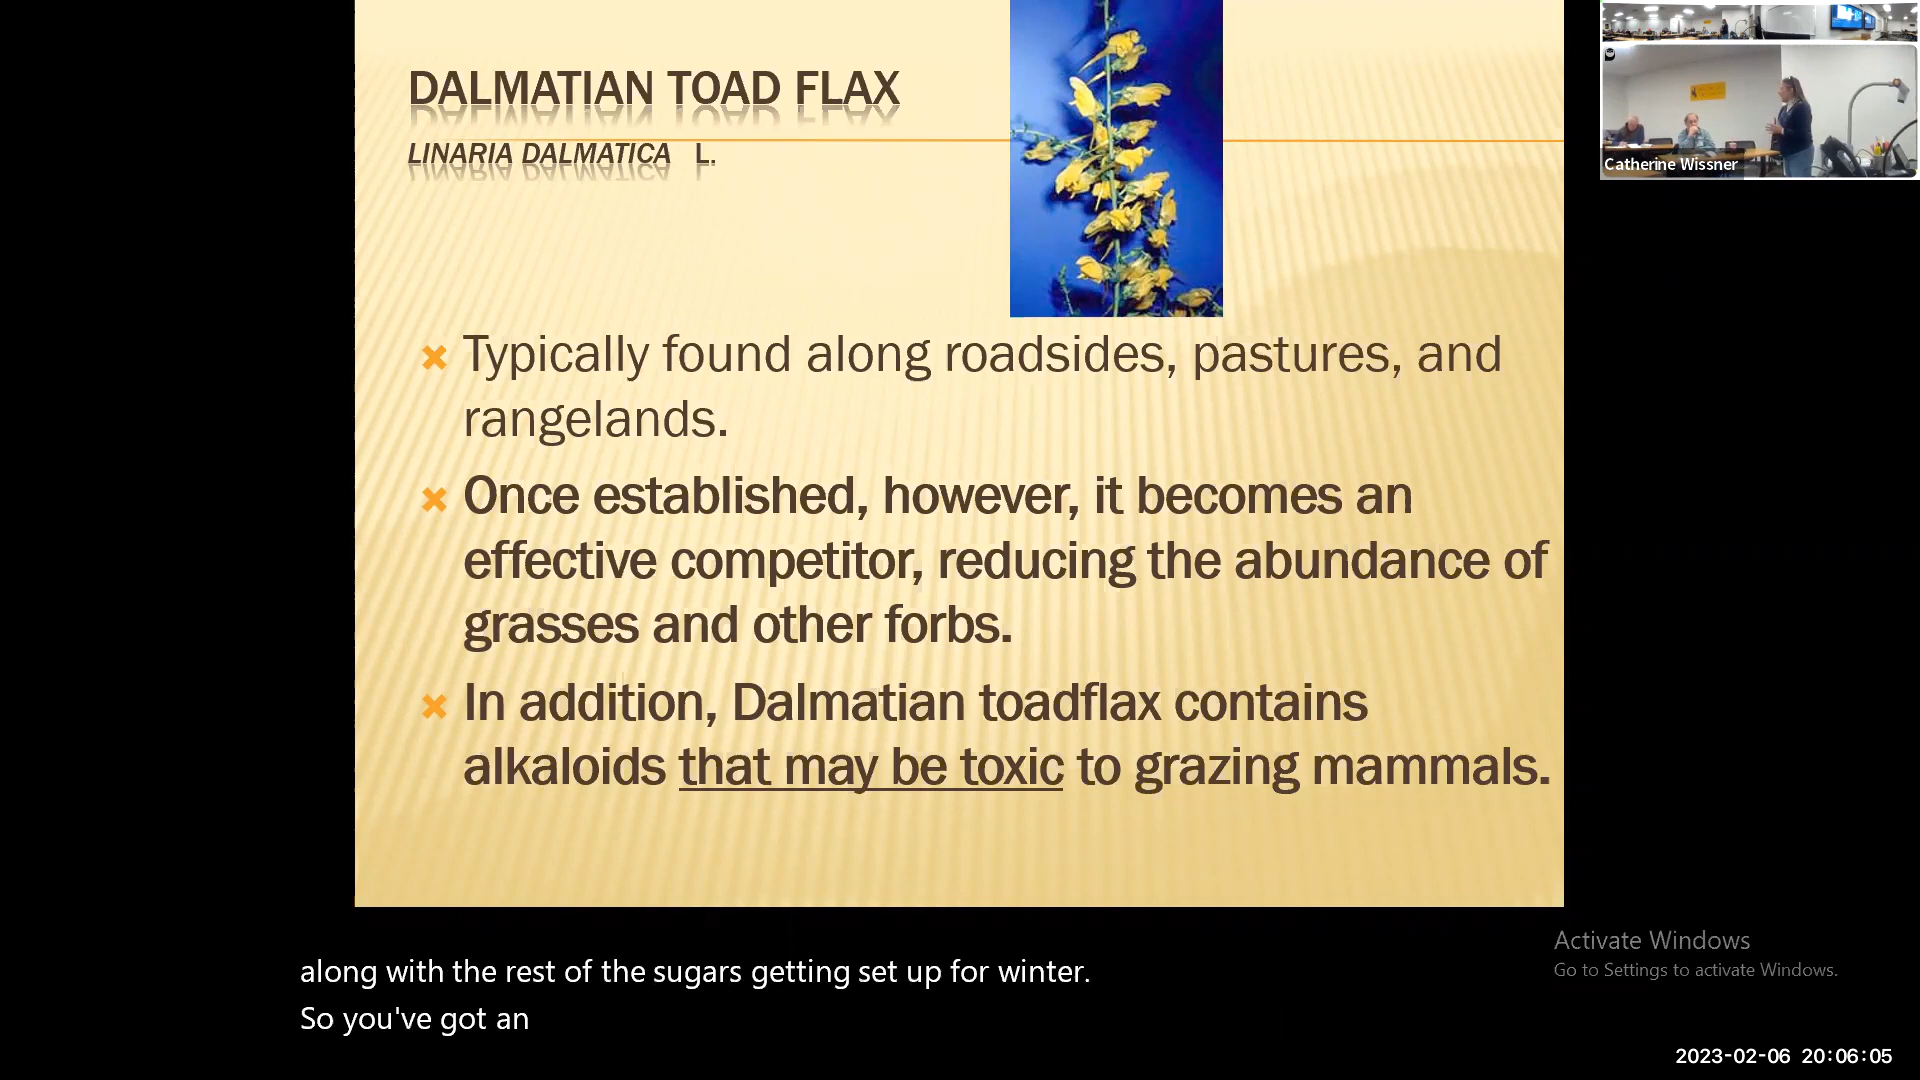 DALMATIAN TOAD FLAX
LINARIA DALMATICA L.
Typically found along roadsides, pastures, and
rangelands.
Once established, however, it becomes an
effective competitor, reducing the abundance of
grasses and other forbs.
In addition, Dalmatian toadflax contains
alkaloids that may be toxic to grazing mammals.
Catherine Wissner
along with the rest of the sugars getting set up for winter.
So you've got an
Activate Windows
Go to Settings to activate Windows.
2023-02-06 20:06:05